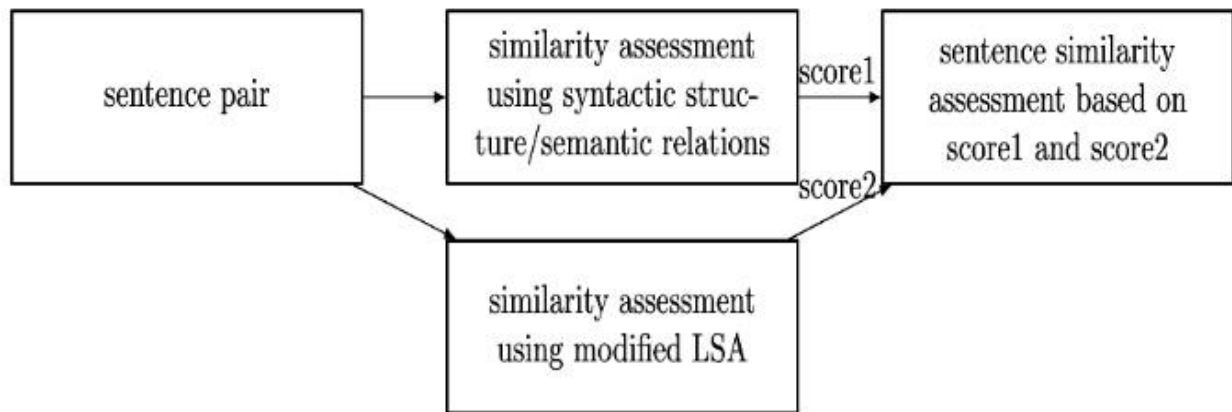 sentence pair
similarity assessment
using syntactic struc-
ture/semantic relations
score1
sentence similarity
assessment based on
score1 and score2
score2
similarity assessment
using modified LSA